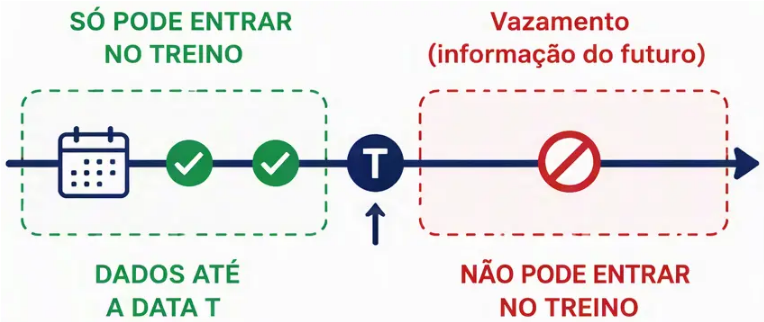 SÓ PODE ENTRAR
NO TREINO
Vazamento
(informação do futuro)
T
DADOS ATÉ
A DATA T
NÃO PODE ENTRAR
NO TREINO